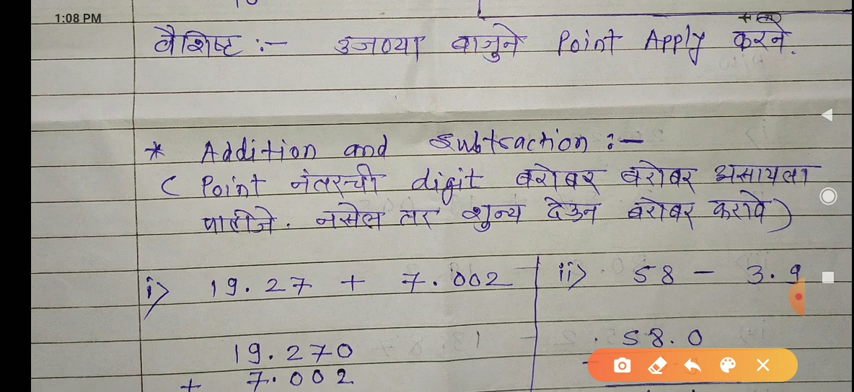 1:08 PM
वैशिष्ट :- उजव्या बाजुने Point Apply करने.
* Addition and Subtraction :-
( Point नंतरची digit बरोबर बरोबर असायला
पाहीजे. नसेल तर शुन्य देऊन बरोबर करावे )
i> 19.27 + 7.002
ii> 58 - 3.9
19.270
+ 7.002
58.0